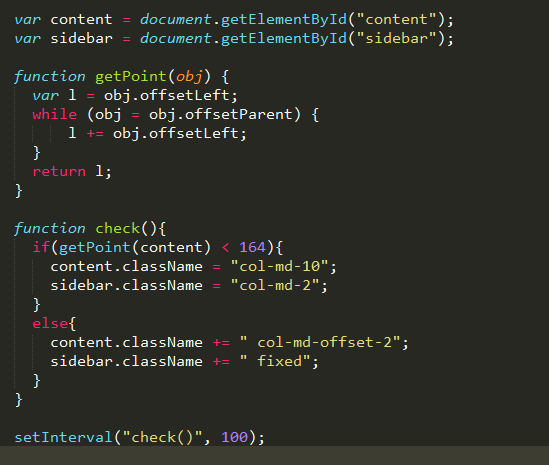 var content = document.getElementById("content");
var sidebar = document.getElementById("sidebar");
function getPoint(obj) {
var l = obj.offsetLeft;
while (obj = obj.offsetParent) {
l += obj.offsetLeft;
}
return l;
}
function check(){
if(getPoint(content) < 164){
content.className = "col-md-10";
sidebar.className = "col-md-2";
}
else{
content.className += " col-md-offset-2";
sidebar.className += " fixed";
}
}
setInterval("check()", 100);